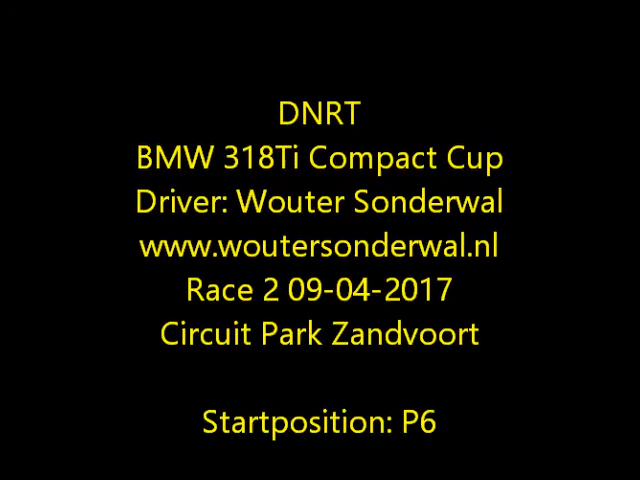 DNRT
BMW 318Ti Compact Cup
Driver: Wouter Sonderwal
www.woutersonderwal.nl
Race 2 09-04-2017
Circuit Park Zandvoort
Startposition: P6